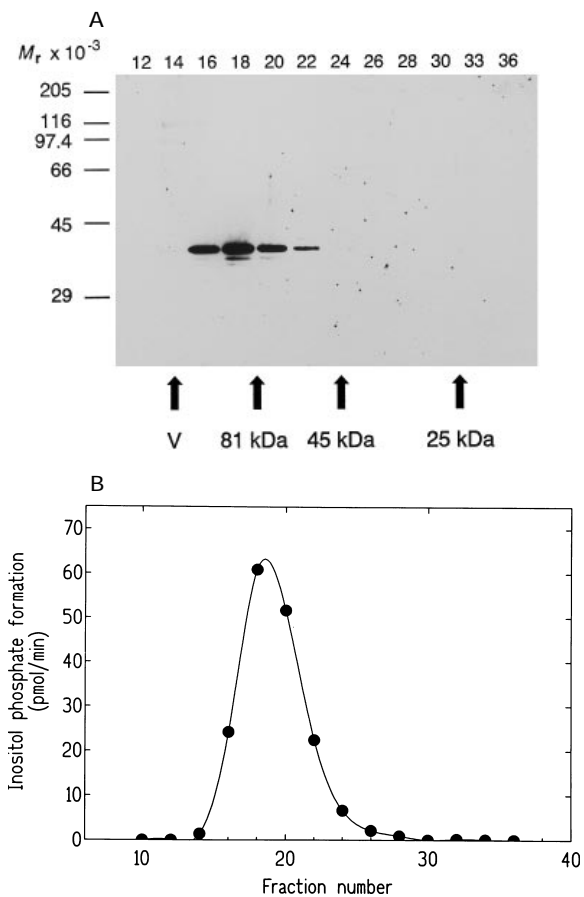 A
Mr x 10-3
12 14 16 18 20 22 24 26 28 30 33 36
205
116
97.4
66
45
29
V 81 kDa 45 kDa 25 kDa
B
Inositol phosphate formation
(pmol/min)
70
60
50
40
30
20
10
0
10 20 30 40
Fraction number